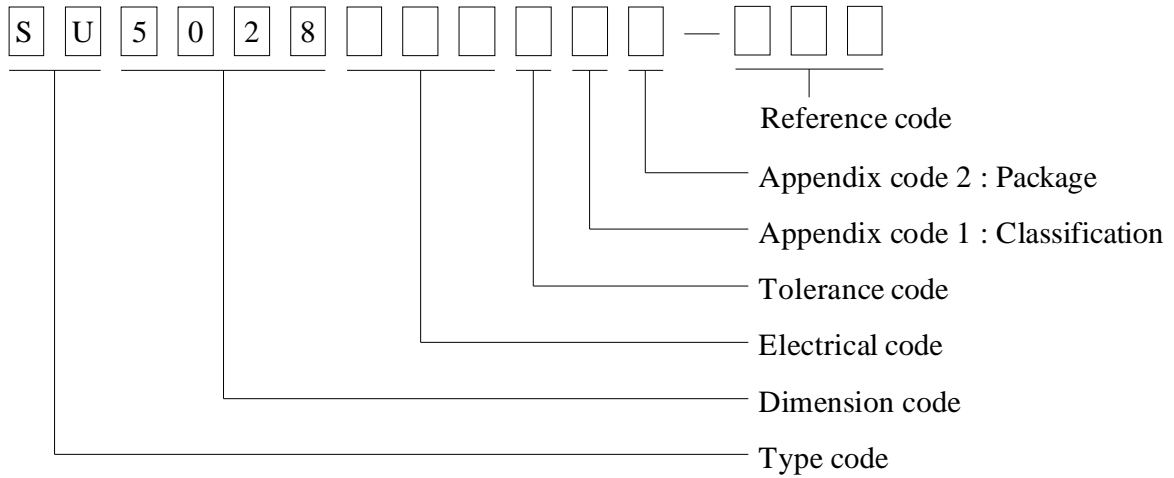 S U 5 0 2 8 —
Reference code
Appendix code 2 : Package
Appendix code 1 : Classification
Tolerance code
Electrical code
Dimension code
Type code